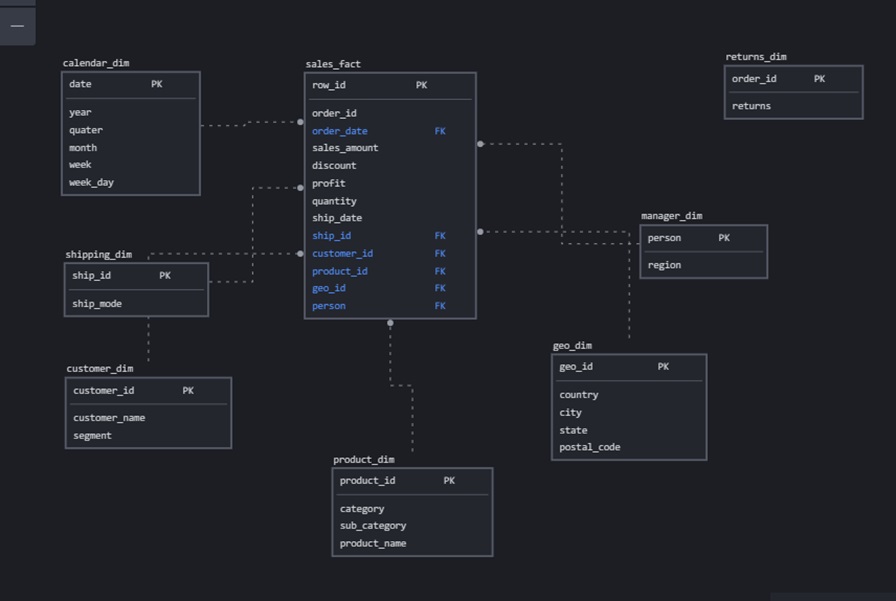 calendar_dim
date PK
year
quater
month
week
week_day
sales_fact
row_id PK
order_id
order_date FK
sales_amount
discount
profit
quantity
ship_date
ship_id FK
customer_id FK
product_id FK
geo_id FK
person FK
returns_dim
order_id PK
returns
manager_dim
person PK
region
shipping_dim
ship_id PK
ship_mode
customer_dim
customer_id PK
customer_name
segment
geo_dim
geo_id PK
country
city
state
postal_code
product_dim
product_id PK
category
sub_category
product_name